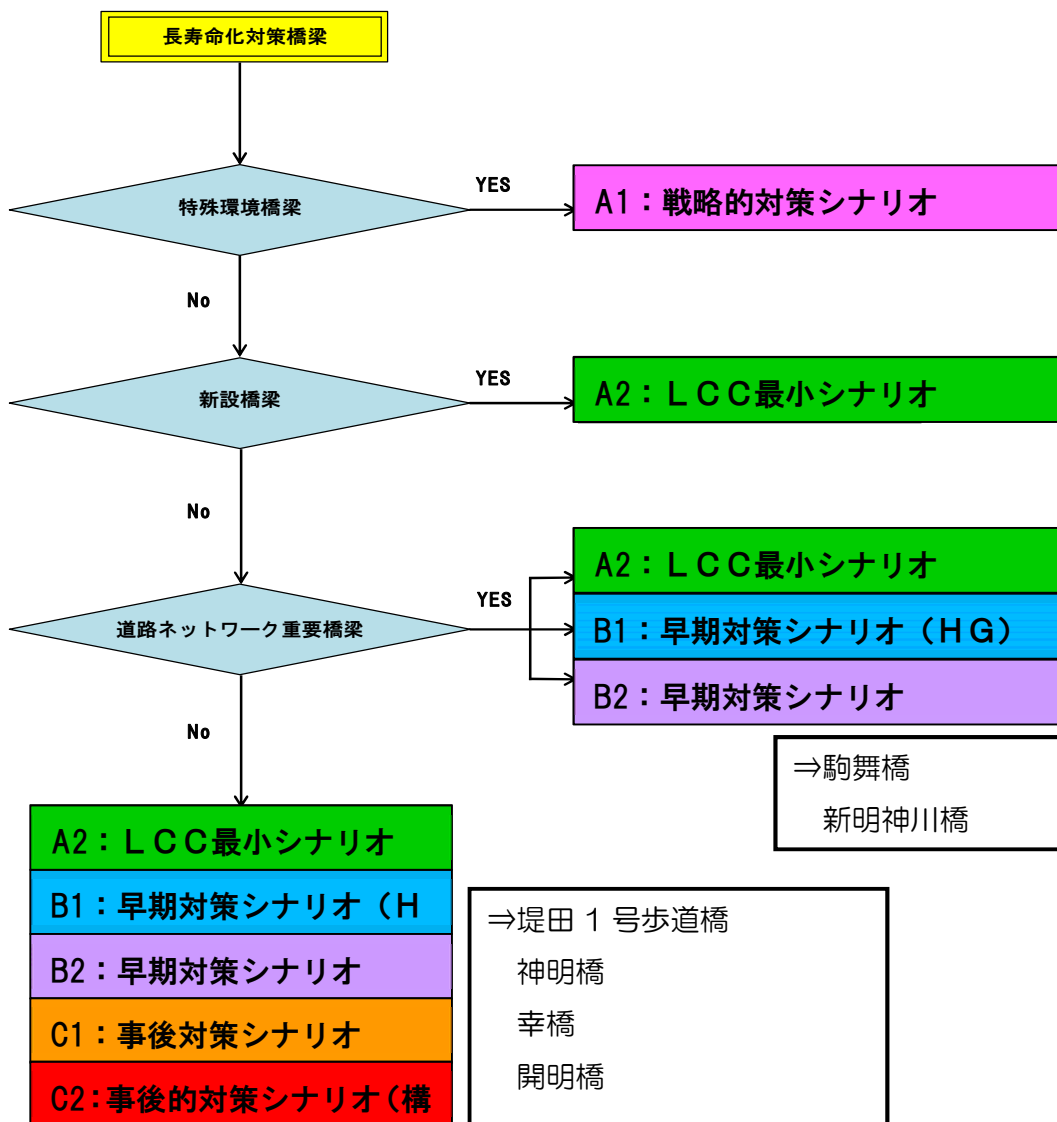 長寿命化対策橋梁
特殊環境橋梁
YES
A1：戦略的対策シナリオ
No
新設橋梁
YES
A2：ＬＣＣ最小シナリオ
No
道路ネットワーク重要橋梁
YES
A2：ＬＣＣ最小シナリオ
B1：早期対策シナリオ（ＨＧ）
B2：早期対策シナリオ
⇒駒舞橋
新明神川橋
No
A2：ＬＣＣ最小シナリオ
B1：早期対策シナリオ（Ｈ
B2：早期対策シナリオ
C1：事後対策シナリオ
C2：事後的対策シナリオ（構
⇒堤田 1 号歩道橋
神明橋
幸橋
開明橋